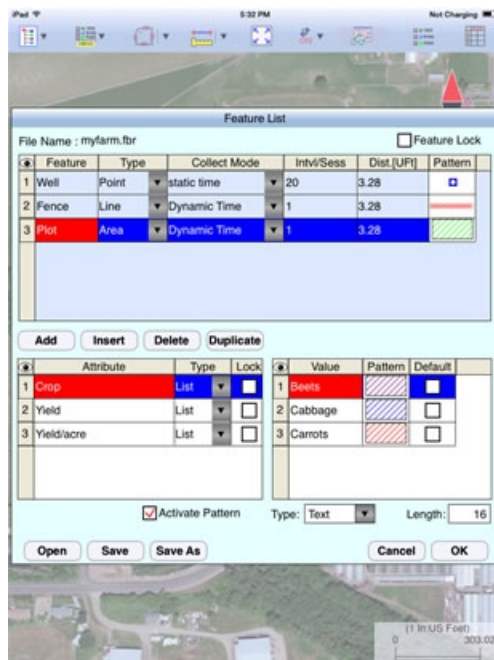 iPad 5:32 PM Not Charging
Feature List
File Name : myfarm.fbr Feature Lock
Feature Type Collect Mode Intvl/Sess Dist.[UFt] Pattern
1 Well Point static time 20 3.28
2 Fence Line Dynamic Time 1 3.28
3 Plot Area Dynamic Time 1 3.28
Add Insert Delete Duplicate
Attribute Type Lock Value Pattern Default
1 Crop List 1 Beets
2 Yield List 2 Cabbage
3 Yield/acre List 3 Carrots
Activate Pattern Type: Text Length: 16
Open Save Save As Cancel OK
(1 In:US Foot)
0 303.02